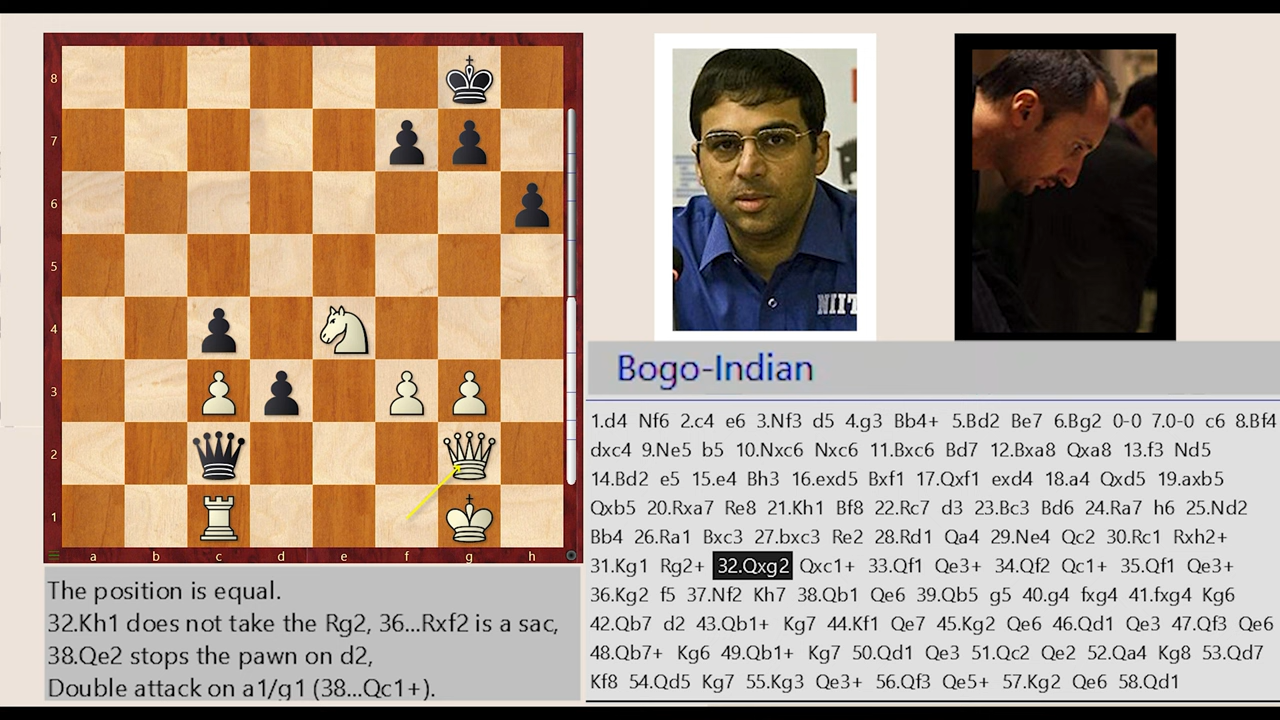 8
7
6
5
4
3
2
1
a b c d e f g h
NIIT
Bogo-Indian
1.d4 Nf6 2.c4 e6 3.Nf3 d5 4.g3 Bb4+ 5.Bd2 Be7 6.Bg2 0-0 7.0-0 c6 8.Bf4
dxc4 9.Ne5 b5 10.Nxc6 Nxc6 11.Bxc6 Bd7 12.Bxa8 Qxa8 13.f3 Nd5
14.Bd2 e5 15.e4 Bh3 16.exd5 Bxf1 17.Qxf1 exd4 18.a4 Qxd5 19.axb5
Qxb5 20.Rxa7 Re8 21.Kh1 Bf8 22.Rc7 d3 23.Bc3 Bd6 24.Ra7 h6 25.Nd2
Bb4 26.Ra1 Bxc3 27.bxc3 Re2 28.Rd1 Qa4 29.Ne4 Qc2 30.Rc1 Rxh2+
31.Kg1 Rg2+ 32.Qxg2 Qxc1+ 33.Qf1 Qe3+ 34.Qf2 Qc1+ 35.Qf1 Qe3+
36.Kg2 f5 37.Nf2 Kh7 38.Qb1 Qe6 39.Qb5 g5 40.g4 fxg4 41.fxg4 Kg6
42.Qb7 d2 43.Qb1+ Kg7 44.Kf1 Qe7 45.Kg2 Qe6 46.Qd1 Qe3 47.Qf3 Qe6
48.Qb7+ Kg6 49.Qb1+ Kg7 50.Qd1 Qe3 51.Qc2 Qe2 52.Qa4 Kg8 53.Qd7
Kf8 54.Qd5 Kg7 55.Kg3 Qe3+ 56.Qf3 Qe5+ 57.Kg2 Qe6 58.Qd1
The position is equal.
32.Kh1 does not take the Rg2, 36...Rxf2 is a sac,
38.Qe2 stops the pawn on d2,
Double attack on a1/g1 (38...Qc1+).